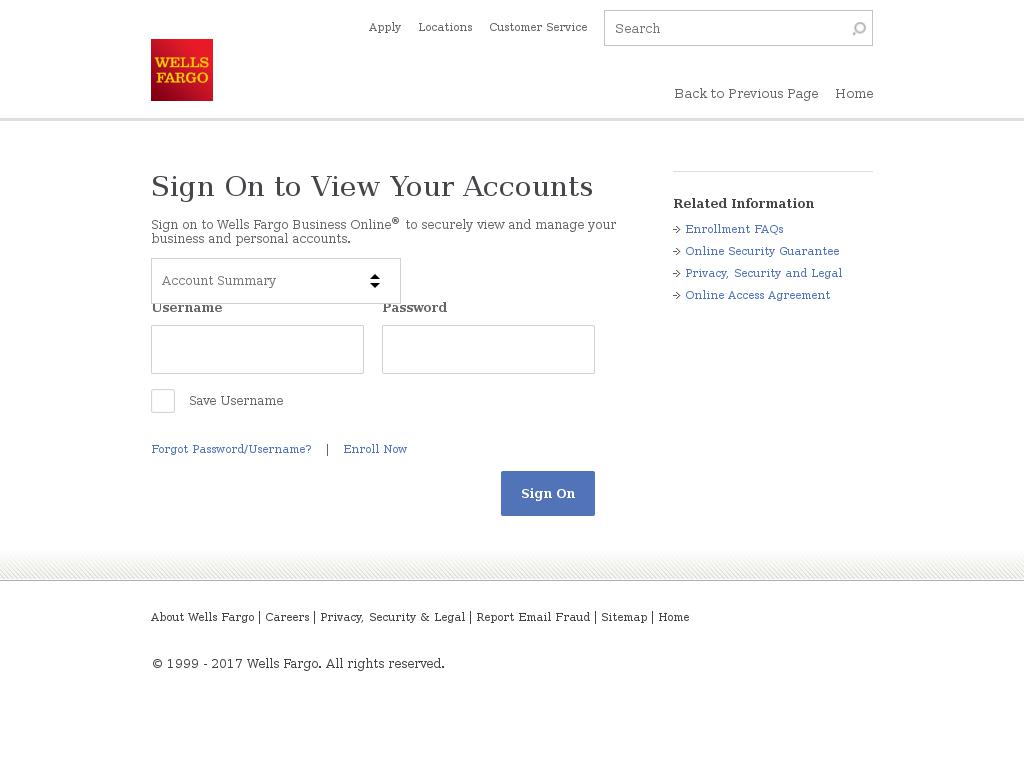 Apply Locations Customer Service Search
WELLS
FARGO
Back to Previous Page Home
Sign On to View Your Accounts
Sign on to Wells Fargo Business Online® to securely view and manage your
business and personal accounts.
Account Summary
Username Password
Save Username
Forgot Password/Username? | Enroll Now
Sign On
Related Information
Enrollment FAQs
Online Security Guarantee
Privacy, Security and Legal
Online Access Agreement
About Wells Fargo | Careers | Privacy, Security & Legal | Report Email Fraud | Sitemap | Home
© 1999 - 2017 Wells Fargo. All rights reserved.